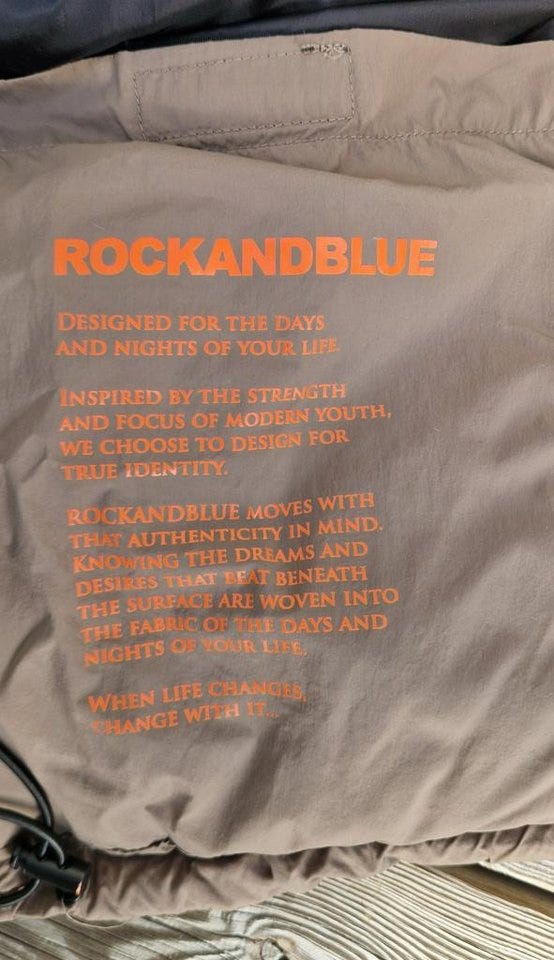 ROCKANDBLUE
DESIGNED FOR THE DAYS
AND NIGHTS OF YOUR LIFE.
INSPIRED BY THE STRENGTH
AND FOCUS OF MODERN YOUTH,
WE CHOOSE TO DESIGN FOR
TRUE IDENTITY.
ROCKANDBLUE MOVES WITH
THAT AUTHENTICITY IN MIND.
KNOWING THE DREAMS AND
DESIRES THAT BEAT BENEATH
THE SURFACE ARE WOVEN INTO
THE FABRIC OF THE DAYS AND
NIGHTS OF YOUR LIFE.
WHEN LIFE CHANGES,
CHANGE WITH IT...